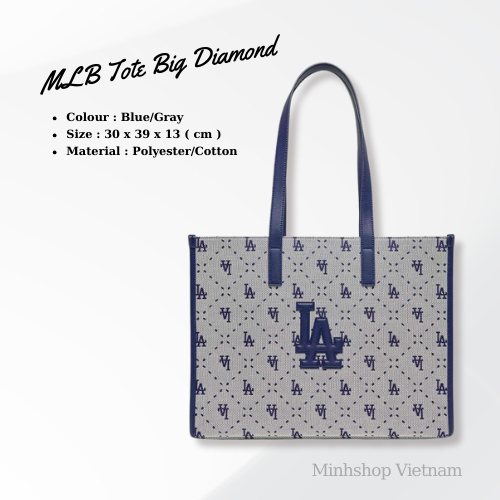 MLB Tote Big Diamond
• Colour : Blue/Gray
• Size : 30 x 39 x 13 ( cm )
• Material : Polyester/Cotton
LA
Minhshop Vietnam